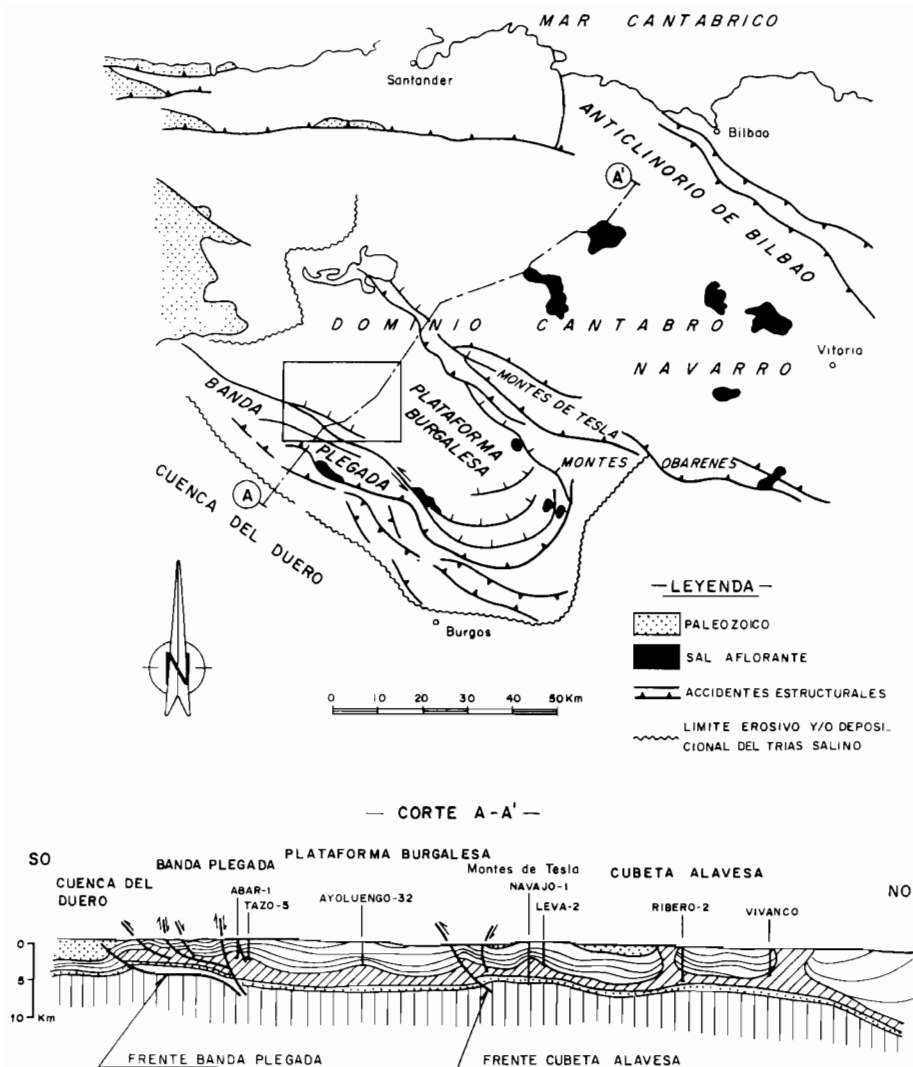 MAR CANTABRICO
Santander
Bilbao
ANTICLINORIO DE BILBAO
A'
DOMINIO CANTABRO
NAVARRO
Vitoria
MONTES DE TESLA
BANDA
PLEGADA
PLATAFORMA
BURGALESA
MONTES
OBARENES
A
CUENCA DEL DUERO
Burgos
N
0 10 20 30 40 50 Km
— LEYENDA —
PALEOZOICO
SAL AFLORANTE
ACCIDENTES ESTRUCTURALES
LIMITE EROSIVO Y/O DEPOSI-
CIONAL DEL TRIAS SALINO
— CORTE A-A' —
SO
NO
CUENCA DEL
DUERO
BANDA PLEGADA
ABAR-1
TAZO-5
PLATAFORMA BURGALESA
AYOLUENGO-32
Montes de Tesla
NAVAJO-1
LEVA-2
CUBETA ALAVESA
RIBERO-2
VIVANCO
0
5
10
Km
FRENTE BANDA PLEGADA
FRENTE CUBETA ALAVESA